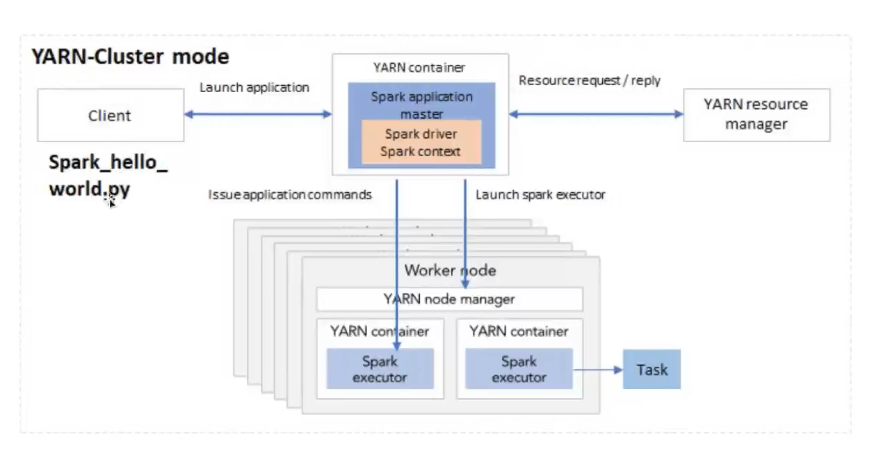 YARN-Cluster mode
Client
Spark_hello_
world.py
Launch application
YARN container
Spark application
master
Spark driver
Spark context
Resource request / reply
YARN resource
manager
Issue application commands
Launch spark executor
Worker node
YARN node manager
YARN container
Spark
executor
YARN container
Spark
executor
Task